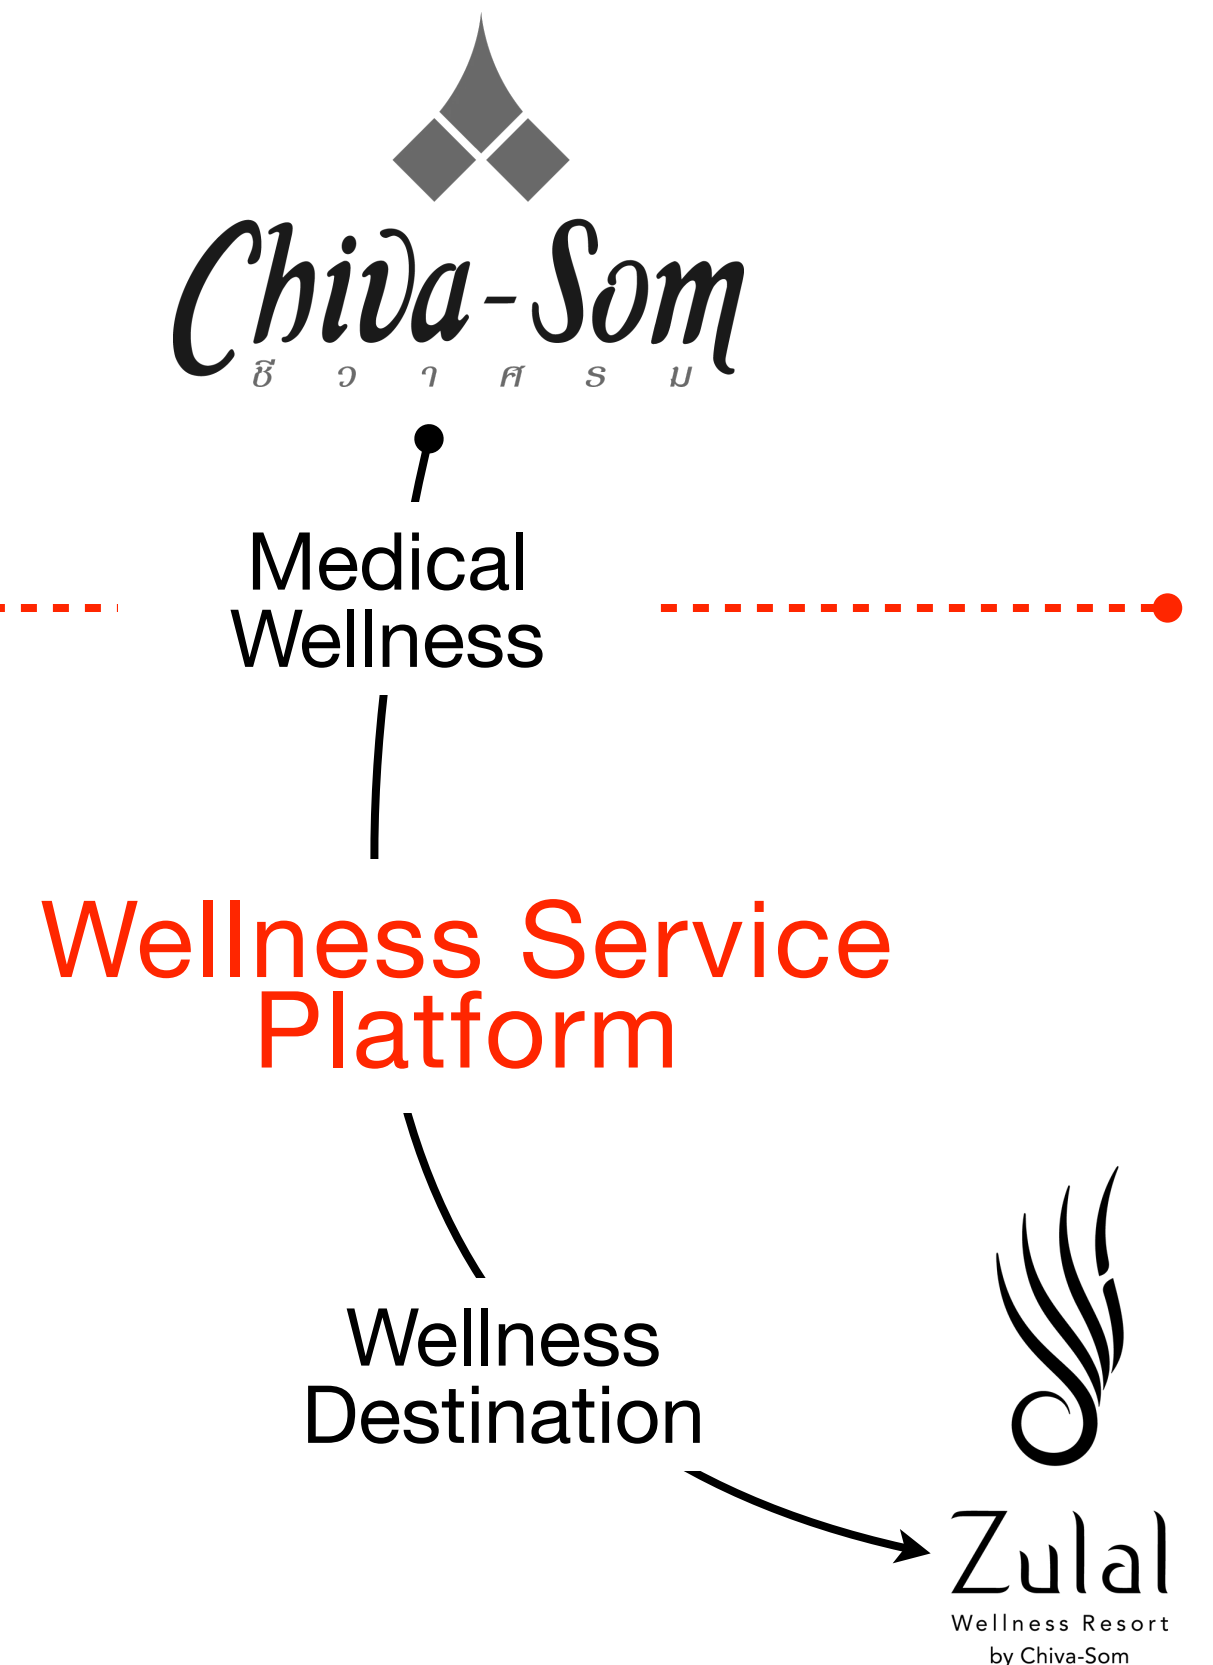 Chiva-Som
ชีวาศรม
Medical
Wellness
Wellness Service
Platform
Wellness
Destination
Zulal
Wellness Resort
by Chiva-Som